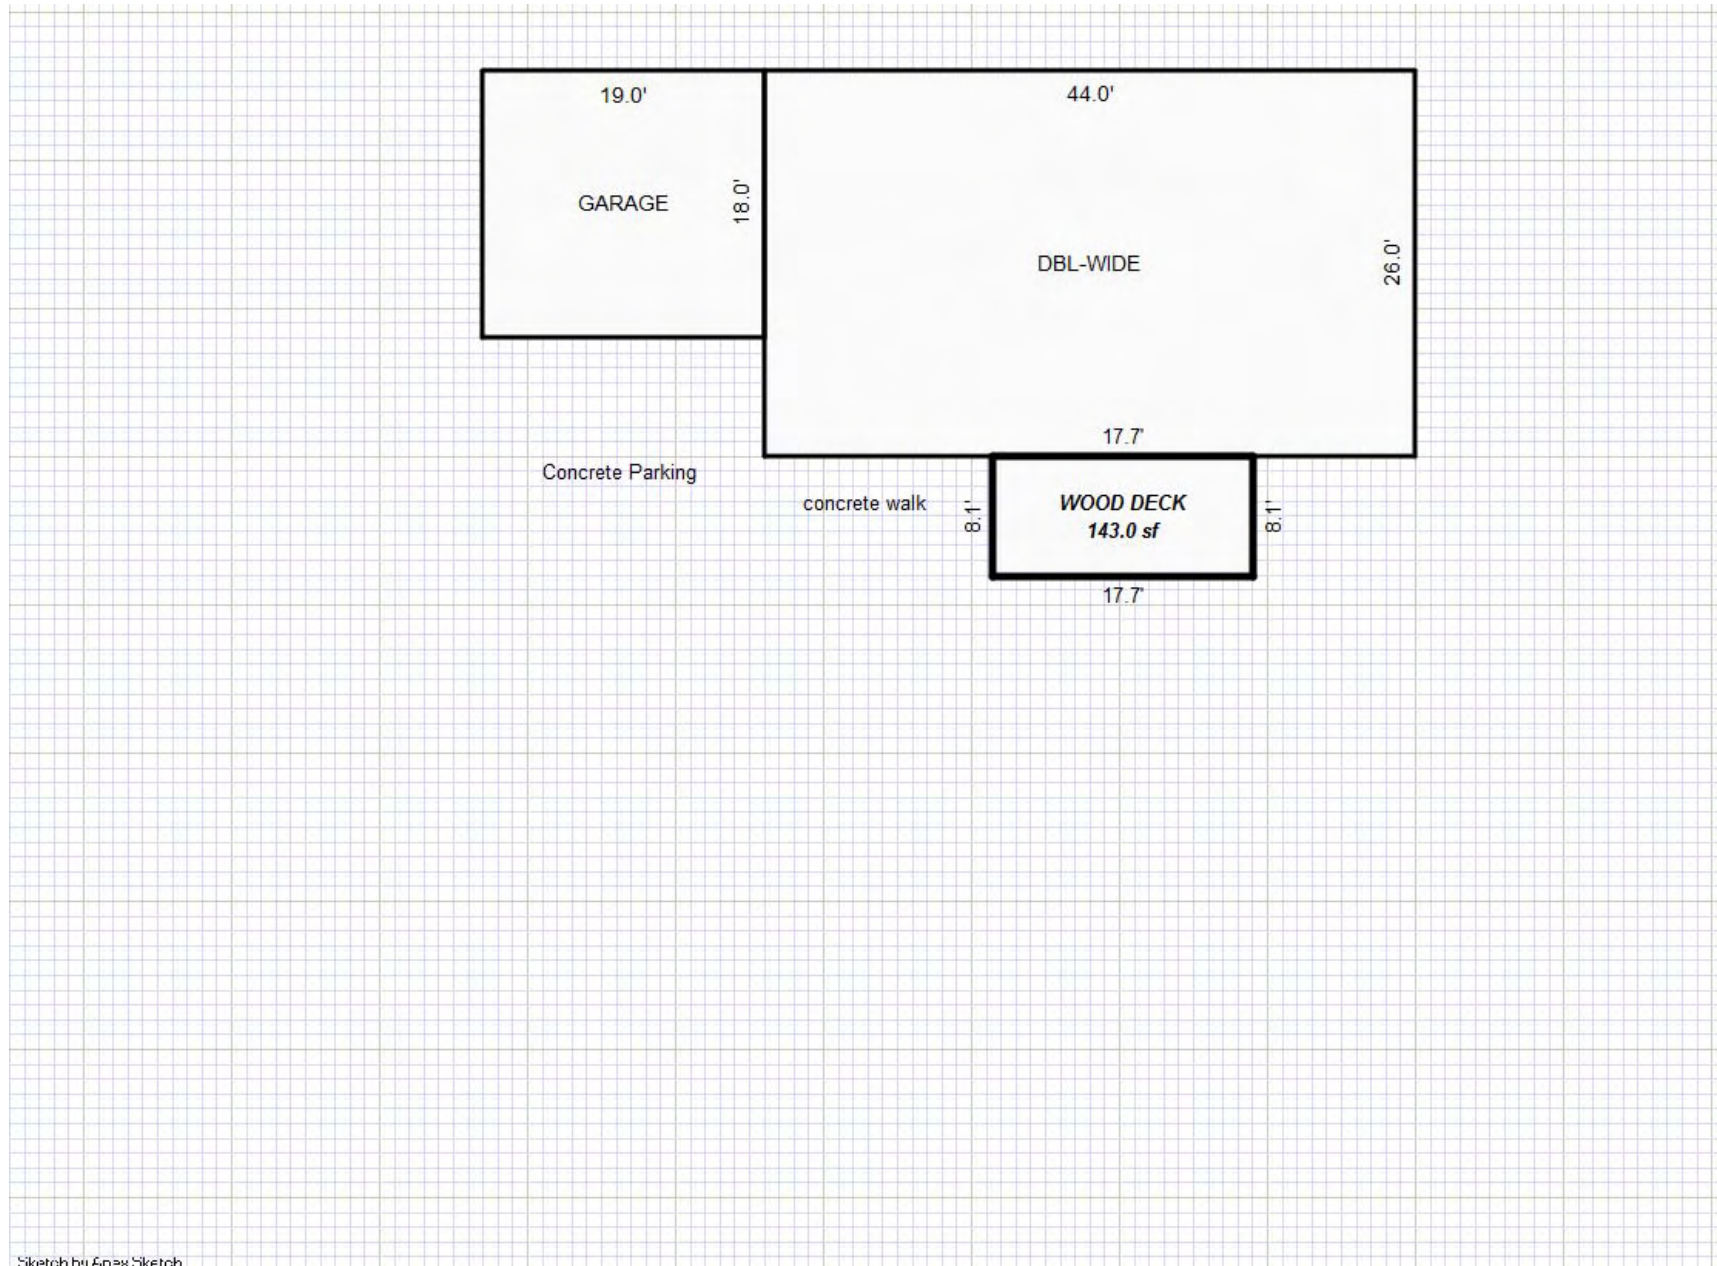 19.0'
44.0'
GARAGE
18.0'
DBL-WIDE
26.0'
17.7'
Concrete Parking
concrete walk
8.1'
WOOD DECK
143.0 sf
8.1'
17.7'
Sketch by Apex Sketch